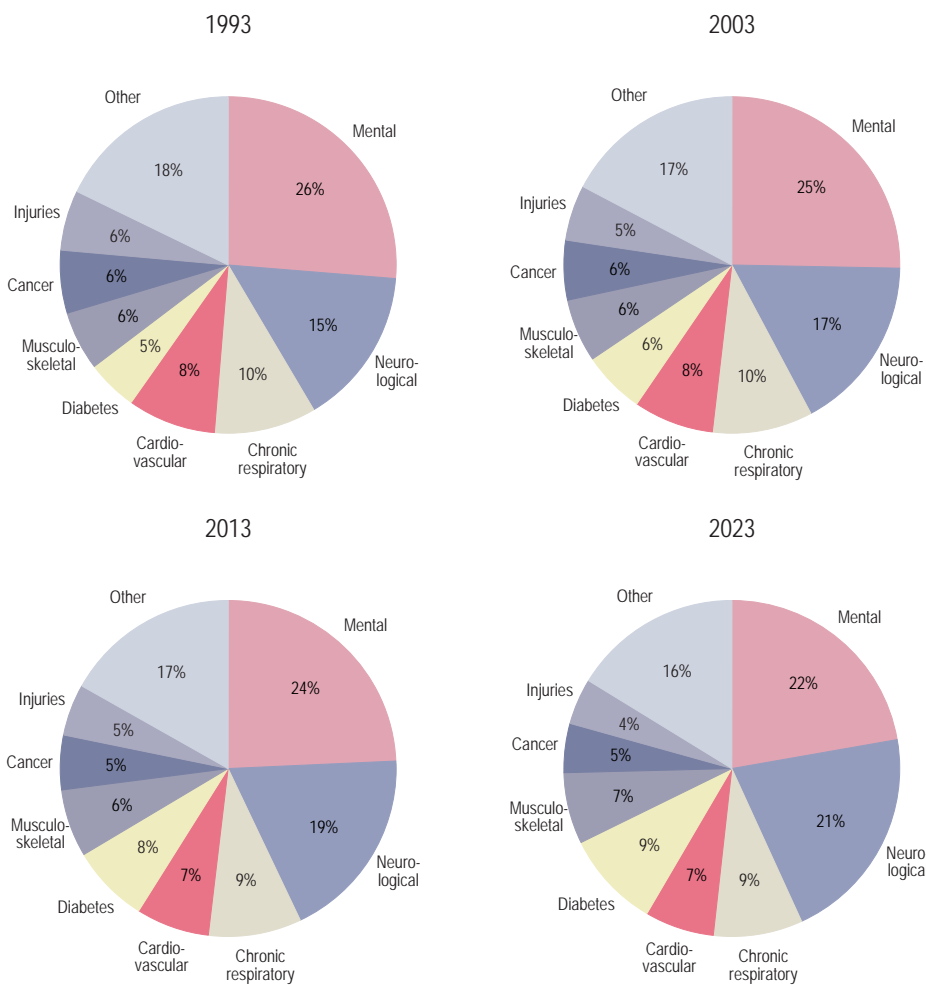 1993
Other
Mental
18%
26%
Injuries
6%
Cancer
6%
Musculo-
skeletal
6%
15%
Neuro-
logical
5%
Diabetes
8%
10%
Cardio-
vascular
Chronic
respiratory
2003
Other
Mental
17%
25%
Injuries
5%
Cancer
6%
Musculo-
skeletal
6%
17%
Neuro-
logical
6%
Diabetes
8%
10%
Cardio-
vascular
Chronic
respiratory
2013
Other
Mental
17%
24%
Injuries
5%
Cancer
5%
Musculo-
skeletal
6%
19%
Neuro-
logical
8%
Diabetes
7%
9%
Cardio-
vascular
Chronic
respiratory
2023
Other
Mental
16%
22%
Injuries
4%
Cancer
5%
Musculo-
skeletal
7%
21%
Neuro
logica
9%
Diabetes
7%
9%
Cardio-
vascular
Chronic
respiratory